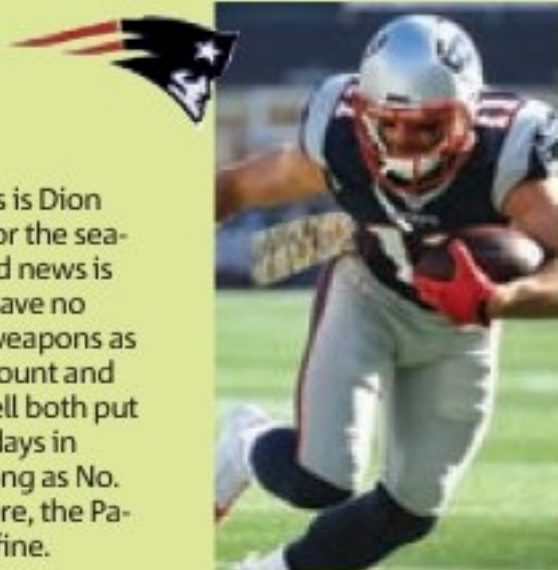 s is Dion
or the sea-
d news is
ave no
weapons as
ount and
ell both put
lays in
ng as No.
re, the Pa-
fine.